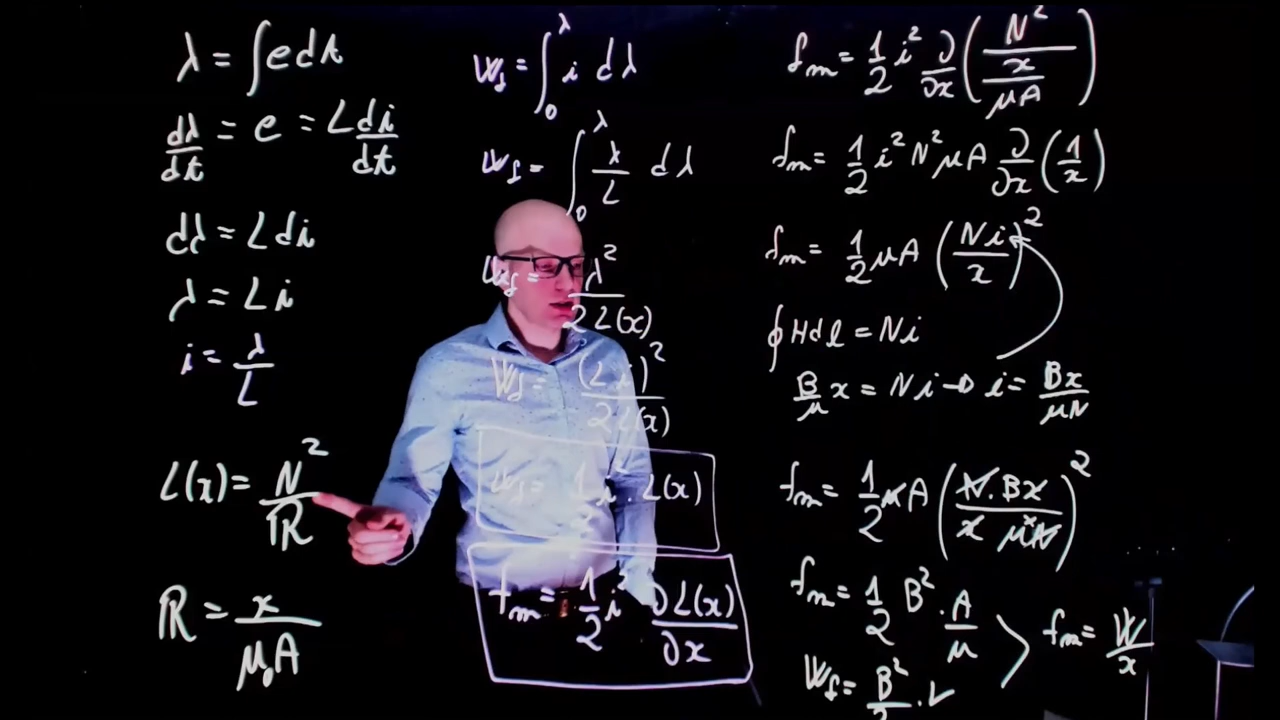 λ = ∫ e dt
dλ/dt = e = L di/dt
dλ = L di
λ = L i
i = λ/L
L(x) = N²/ℝ
ℝ = x/μ₀A
W_f = ∫₀^λ i dλ
W_f = ∫₀^λ λ/L dλ
W_f = λ²/2L(x)
W_f = (L i)²/2L(x)
W_f = 1/2 i² . L(x)
f_m = 1/2 i² ∂L(x)/∂x
f_m = 1/2 i² ∂/∂x (N²/(x/μA))
f_m = 1/2 i² N² μA ∂/∂x (1/x)
f_m = 1/2 μA (Ni/x)²
∮ H dl = Ni
B/μ x = Ni → i = Bx/μN
f_m = 1/2 μA (N.Bx/x μN)²
f_m = 1/2 B² . A/μ
f_m = W/x
W_f = B²/2 . V